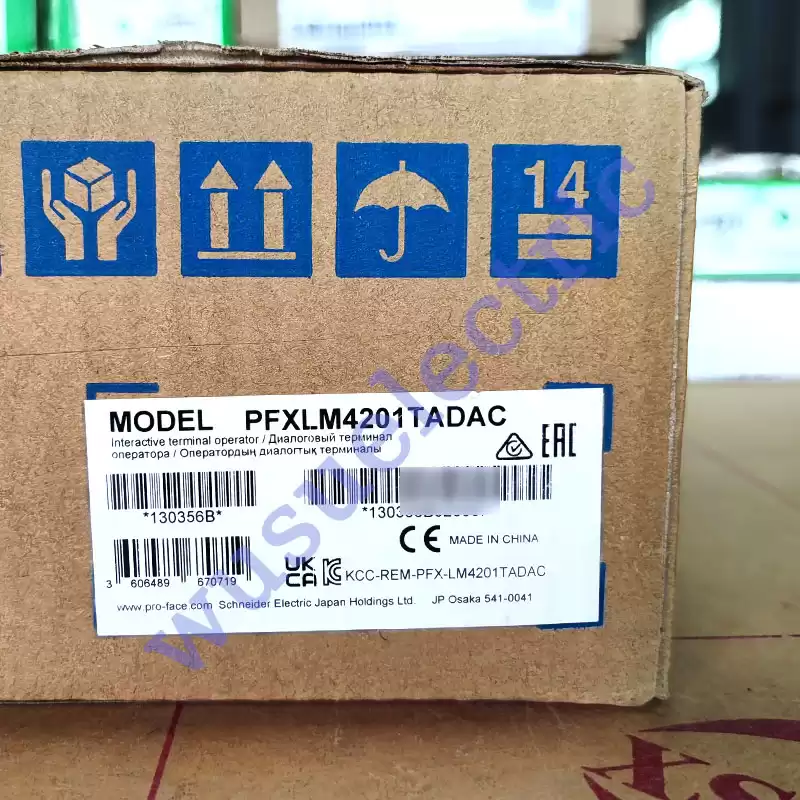 14
MODEL PFXLM4201TADAC
Interactive terminal operator / Диалоговый терминал
оператора / Оператордың диалогтық терминалы
EAC
*130356B*
CE MADE IN CHINA
3 606489 670719
UK
CA
KCC-REM-PFX-LM4201TADAC
www.pro-face.com Schneider Electric Japan Holdings Ltd. JP Osaka 541-0041
wusuelectric